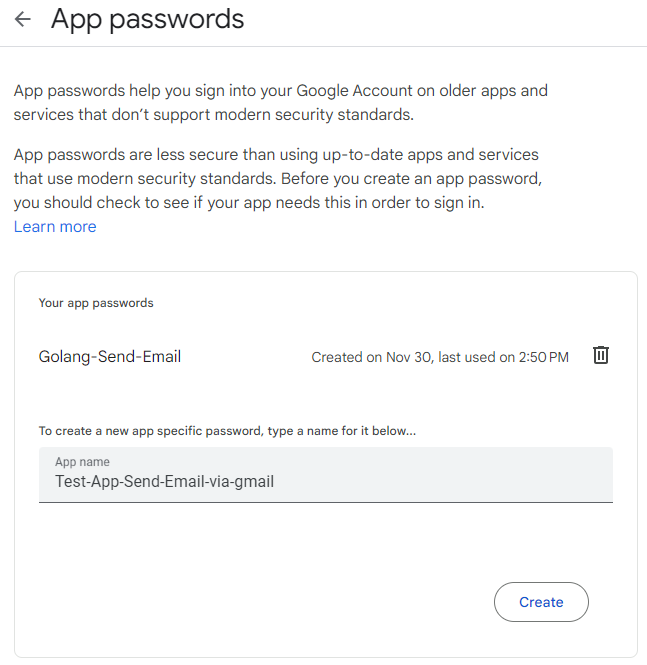 App passwords
App passwords help you sign into your Google Account on older apps and
services that don’t support modern security standards.
App passwords are less secure than using up-to-date apps and services
that use modern security standards. Before you create an app password,
you should check to see if your app needs this in order to sign in.
Learn more
Your app passwords
Golang-Send-Email Created on Nov 30, last used on 2:50 PM
To create a new app specific password, type a name for it below...
App name
Test-App-Send-Email-via-gmail
Create